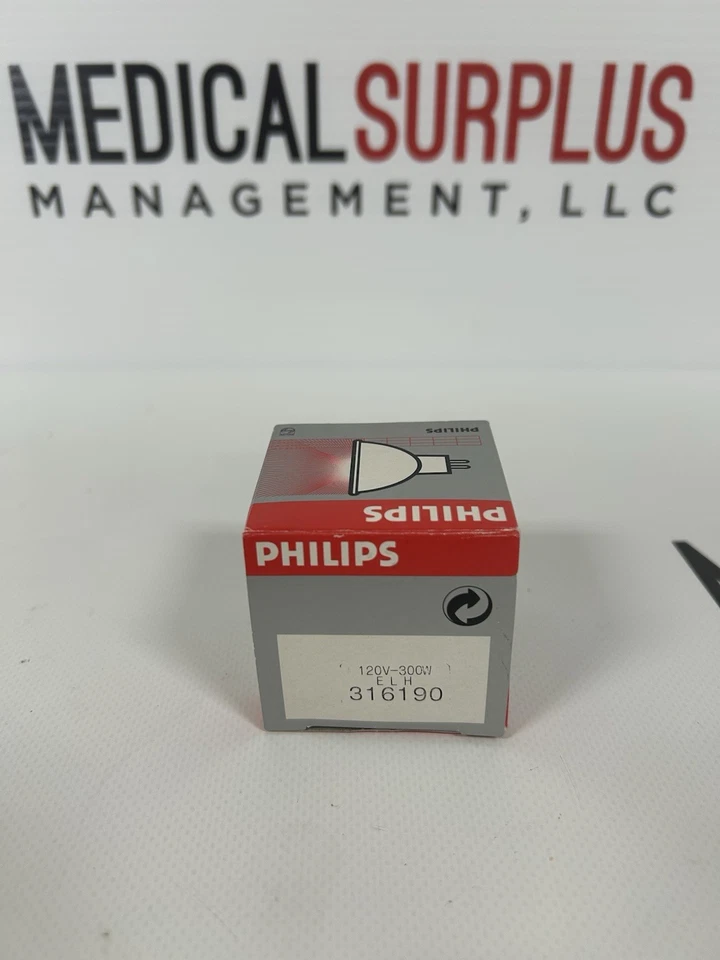 MEDICALSURPLUS
MANAGEMENT, LLC
PHILIPS
PHILIPS
PHILIPS
120V-300W
ELH
316190